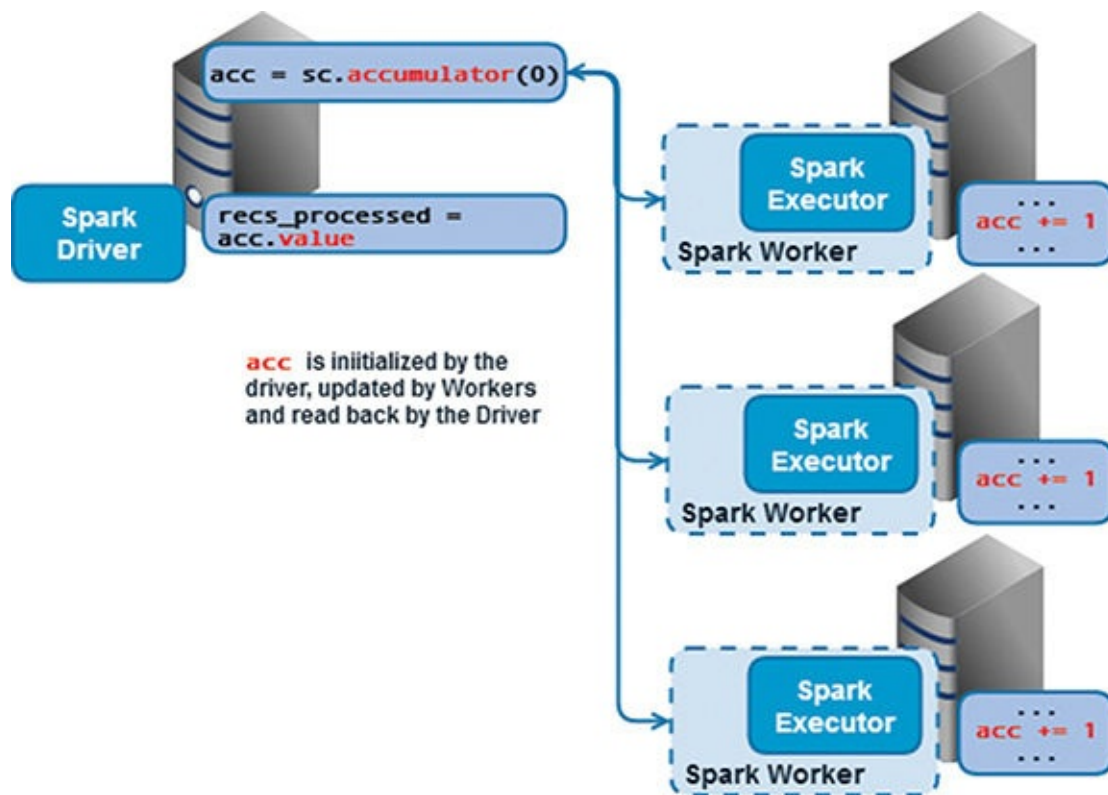 acc = sc.accumulator(0)
Spark
Driver
recs_processed =
acc.value
acc is iniitialized by the
driver, updated by Workers
and read back by the Driver
Spark
Executor
Spark Worker
...
acc += 1
...
Spark
Executor
Spark Worker
...
acc += 1
...
Spark
Executor
Spark Worker
...
acc += 1
...